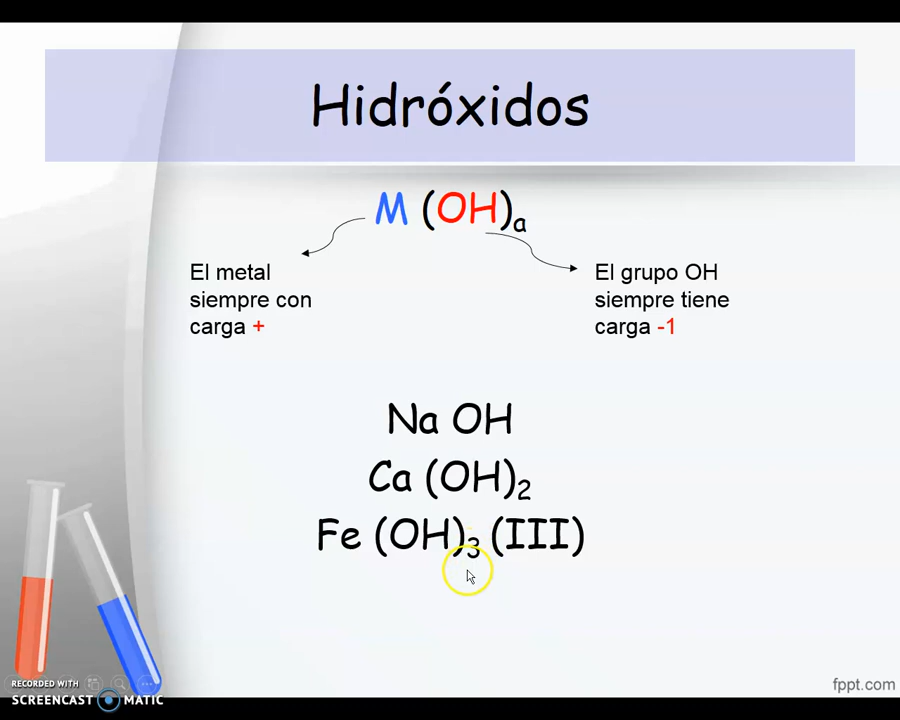 Hidróxidos
M (OH)a
El metal
siempre con
carga +
El grupo OH
siempre tiene
carga -1
Na OH
Ca (OH)2
Fe (OH)3 (III)
RECORDED WITH
SCREENCAST MATIC
fppt.com